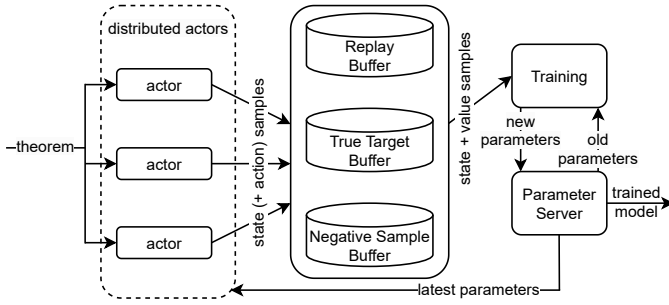 distributed actors
actor
actor
actor
theorem
state (+ action) samples
Replay
Buffer
True Target
Buffer
Negative Sample
Buffer
state + value samples
Training
new
parameters
old
parameters
Parameter
Server
trained
model
latest parameters